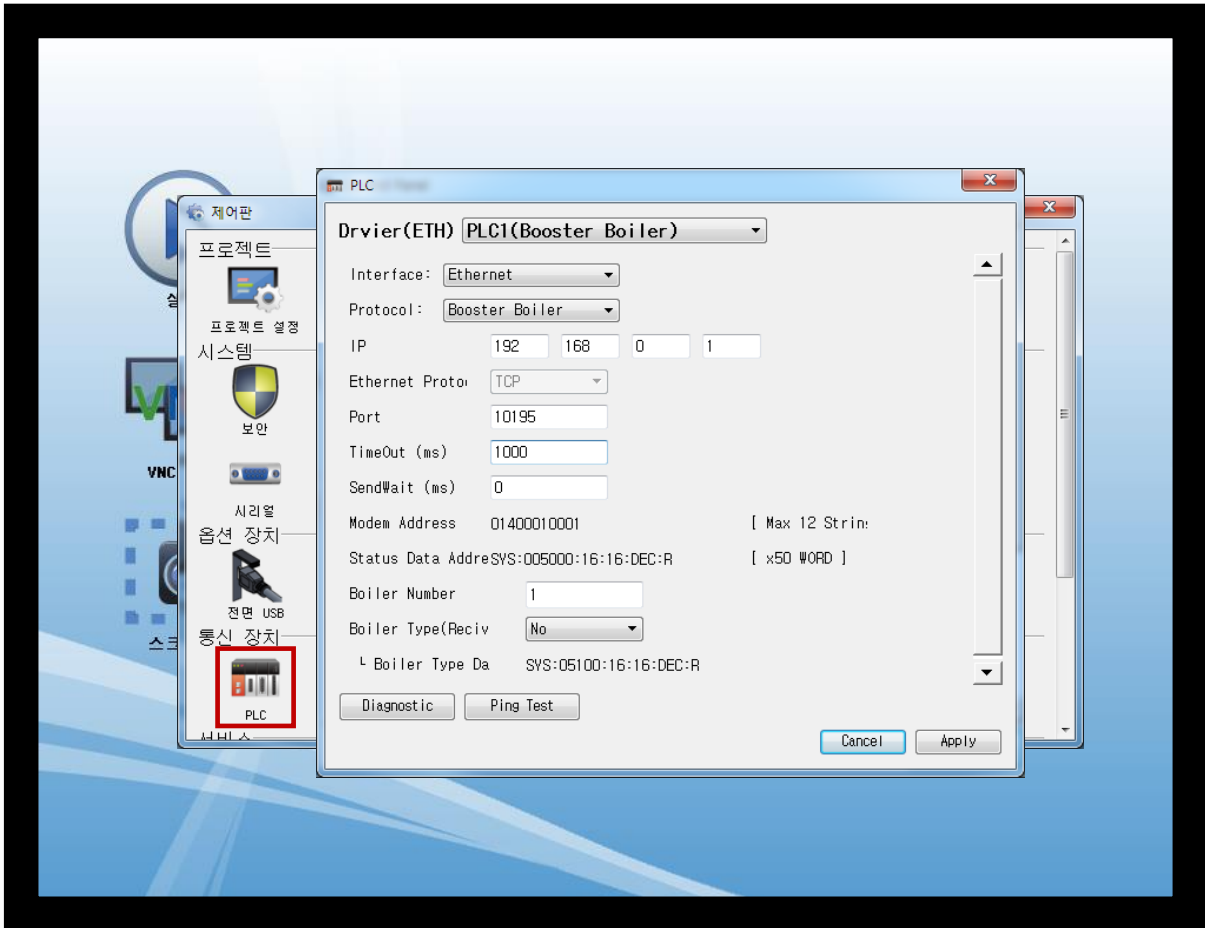 PLC
제어판
Drvier(ETH) PLC1(Booster Boiler)
프로젝트
Interface: Ethernet
프로젝트 설정
Protocol: Booster Boiler
시스템
IP 192 168 0 1
Ethernet Proto TCP
보안
Port 10195
TimeOut (ms) 1000
VNC
SendWait (ms) 0
시리얼
Modem Address 01400010001 [ Max 12 String
옵션 장치
Status Data Addre SYS:005000:16:16:DEC:R [ x50 WORD ]
전면 USB
Boiler Number 1
통신 장치
Boiler Type(Reciv No
└ Boiler Type Da SYS:05100:16:16:DEC:R
PLC
Diagnostic Ping Test
Cancel Apply